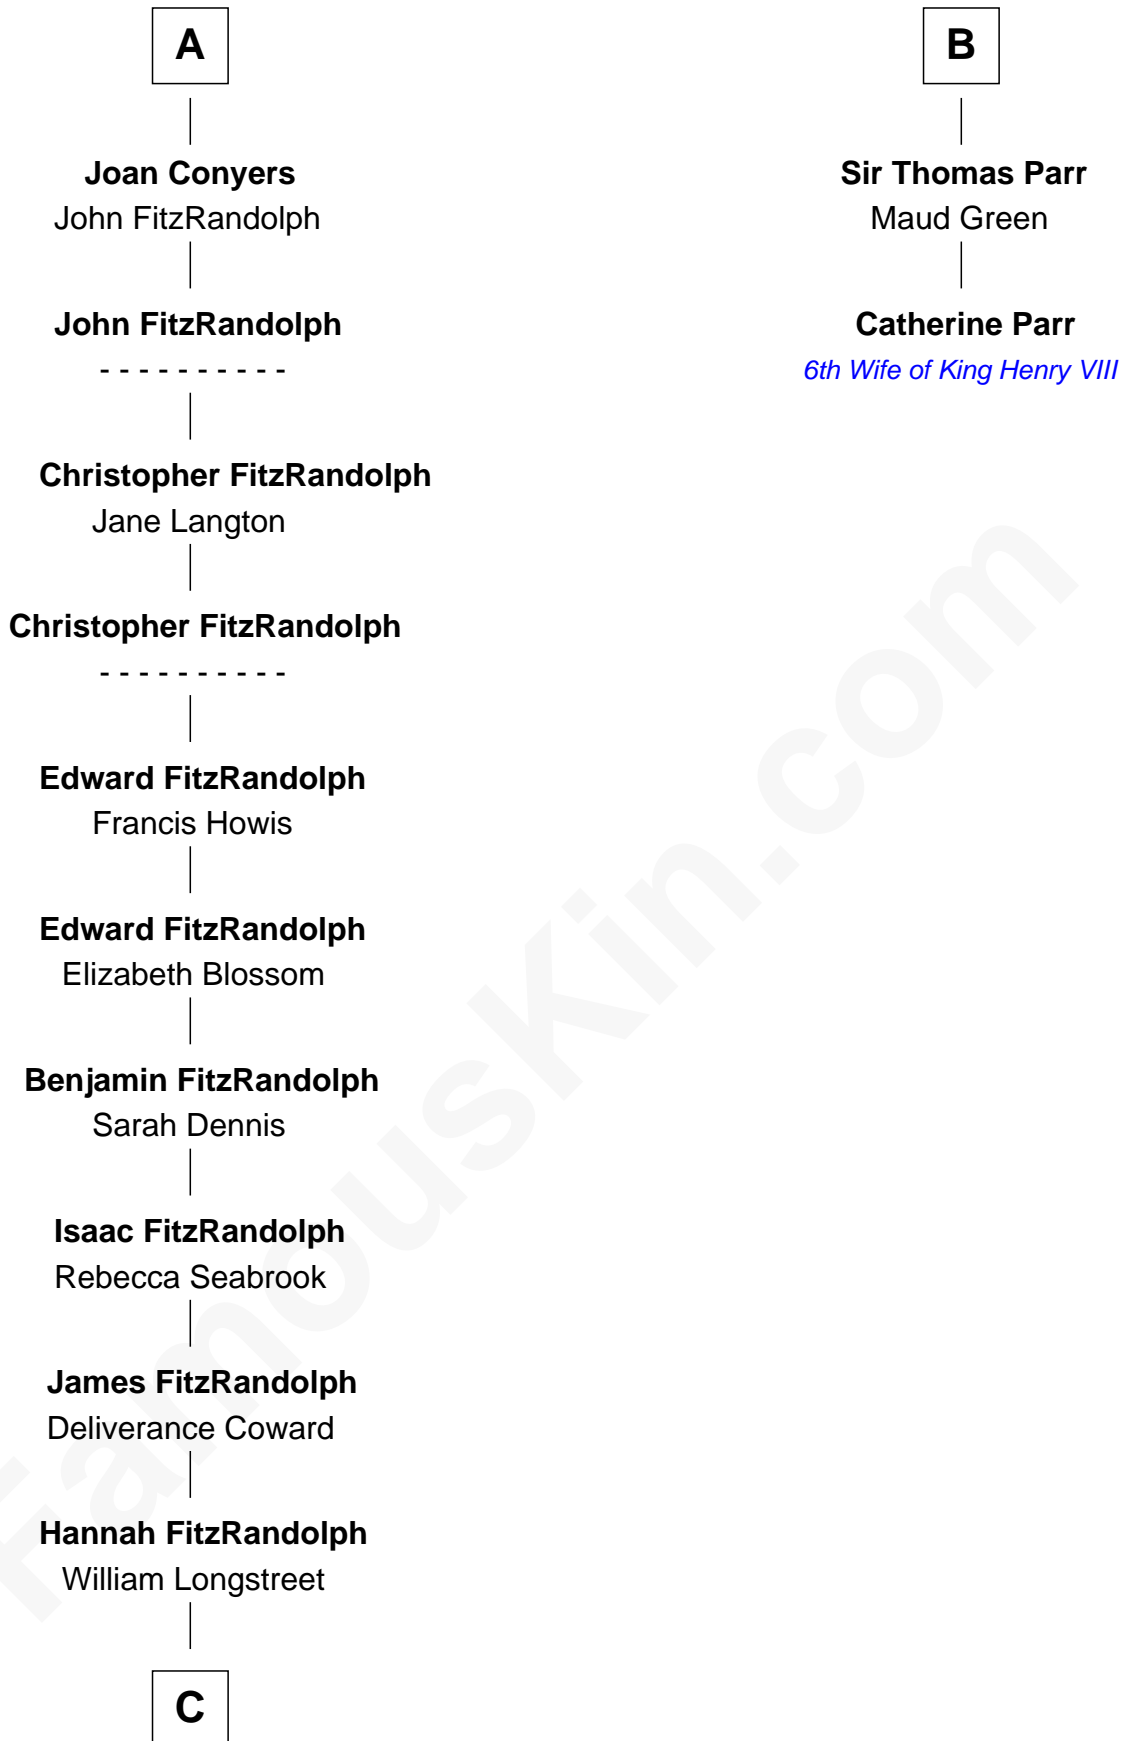 A
Joan Conyers
John FitzRandolph
John FitzRandolph
- - - - - - - - - -
Christopher FitzRandolph
Jane Langton
Christopher FitzRandolph
- - - - - - - - - -
Edward FitzRandolph
Francis Howis
Edward FitzRandolph
Elizabeth Blossom
Benjamin FitzRandolph
Sarah Dennis
Isaac FitzRandolph
Rebecca Seabrook
James FitzRandolph
Deliverance Coward
Hannah FitzRandolph
William Longstreet
C
B
Sir Thomas Parr
Maud Green
Catherine Parr
6th Wife of King Henry VIII
FamousKin.com